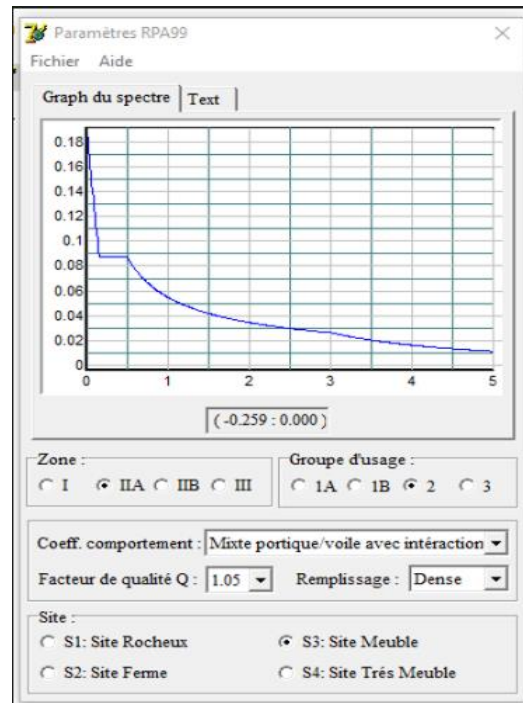 Paramètres RPA99
Fichier Aide
Graph du spectre Text
0.18
0.16
0.14
0.12
0.1
0.08
0.06
0.04
0.02
0
0 1 2 3 4 5
( -0.259 : 0.000 )
Zone : Groupe d'usage :
I IIA IIB III 1A 1B 2 3
Coeff. comportement : Mixte portique/voile avec intéraction
Facteur de qualité Q : 1.05 Remplissage : Dense
Site :
S1: Site Rocheux S3: Site Meuble
S2: Site Ferme S4: Site Trés Meuble